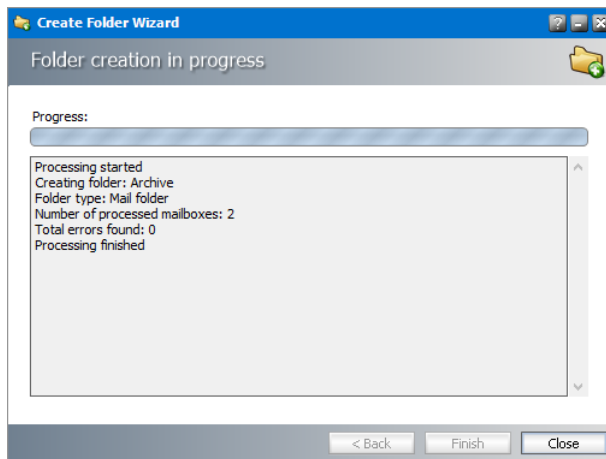 Create Folder Wizard
Folder creation in progress
Progress:
Processing started
Creating folder: Archive
Folder type: Mail folder
Number of processed mailboxes: 2
Total errors found: 0
Processing finished
< Back
Finish
Close